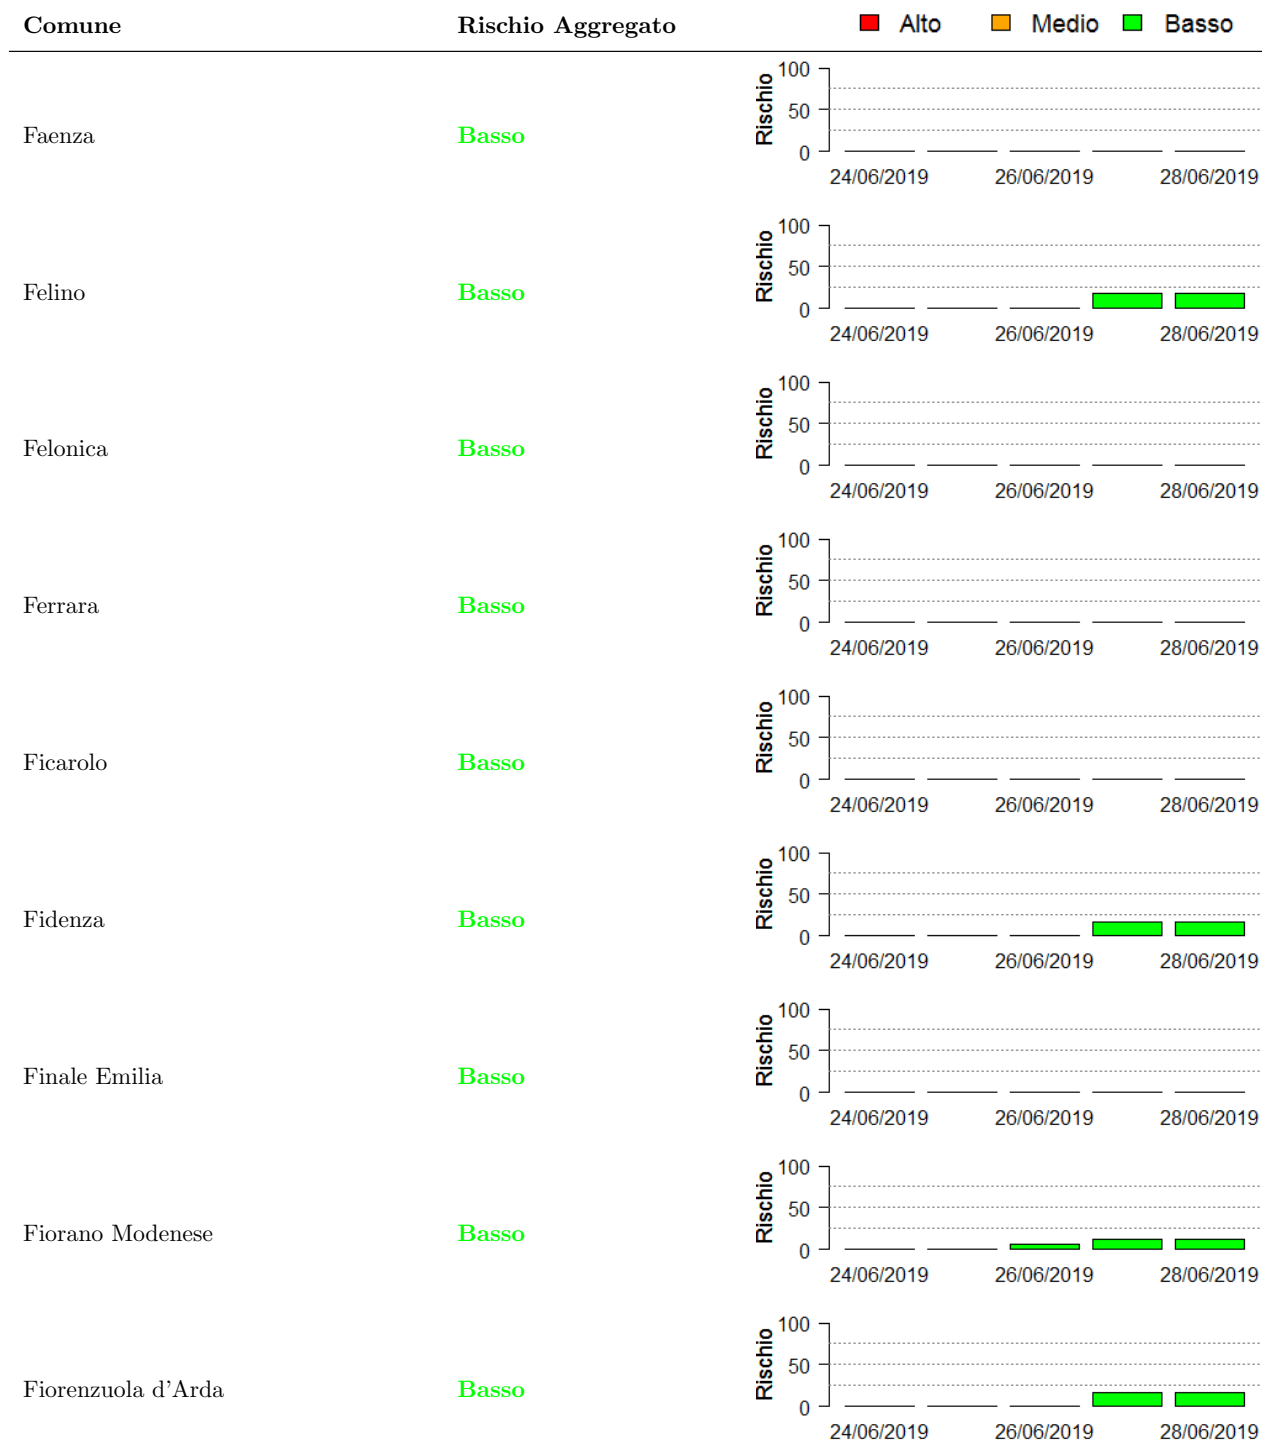 Comune Rischio Aggregato Alto Medio Basso
Faenza Basso Rischio 100 50 0
24/06/2019 26/06/2019 28/06/2019
Felino Basso Rischio 100 50 0
24/06/2019 26/06/2019 28/06/2019
Felonica Basso Rischio 100 50 0
24/06/2019 26/06/2019 28/06/2019
Ferrara Basso Rischio 100 50 0
24/06/2019 26/06/2019 28/06/2019
Ficarolo Basso Rischio 100 50 0
24/06/2019 26/06/2019 28/06/2019
Fidenza Basso Rischio 100 50 0
24/06/2019 26/06/2019 28/06/2019
Finale Emilia Basso Rischio 100 50 0
24/06/2019 26/06/2019 28/06/2019
Fiorano Modenese Basso Rischio 100 50 0
24/06/2019 26/06/2019 28/06/2019
Fiorenzuola d'Arda Basso Rischio 100 50 0
24/06/2019 26/06/2019 28/06/2019